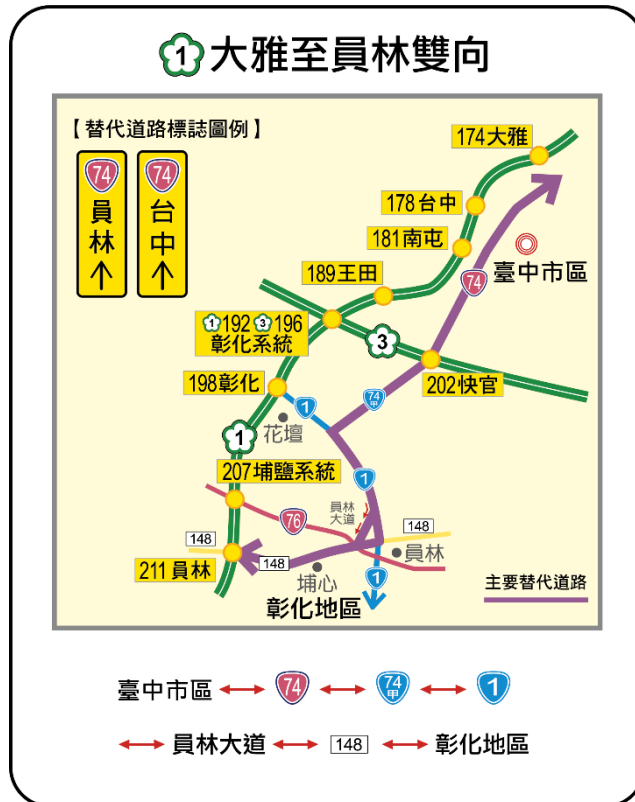 1 大雅至員林雙向
【替代道路標誌圖例】
74
員林
↑
74
台中
↑
174大雅
178台中
181南屯
臺中市區
74
189王田
1 192 3 196
彰化系統
3
202快官
198彰化
1
74甲
花壇
1
1
207埔鹽系統
員林
大道
76
148
148
148
員林
211員林
埔心
1
彰化地區
主要替代道路
臺中市區 ←→ 74 ←→ 74甲 ←→ 1
←→ 員林大道 ←→ 148 ←→ 彰化地區